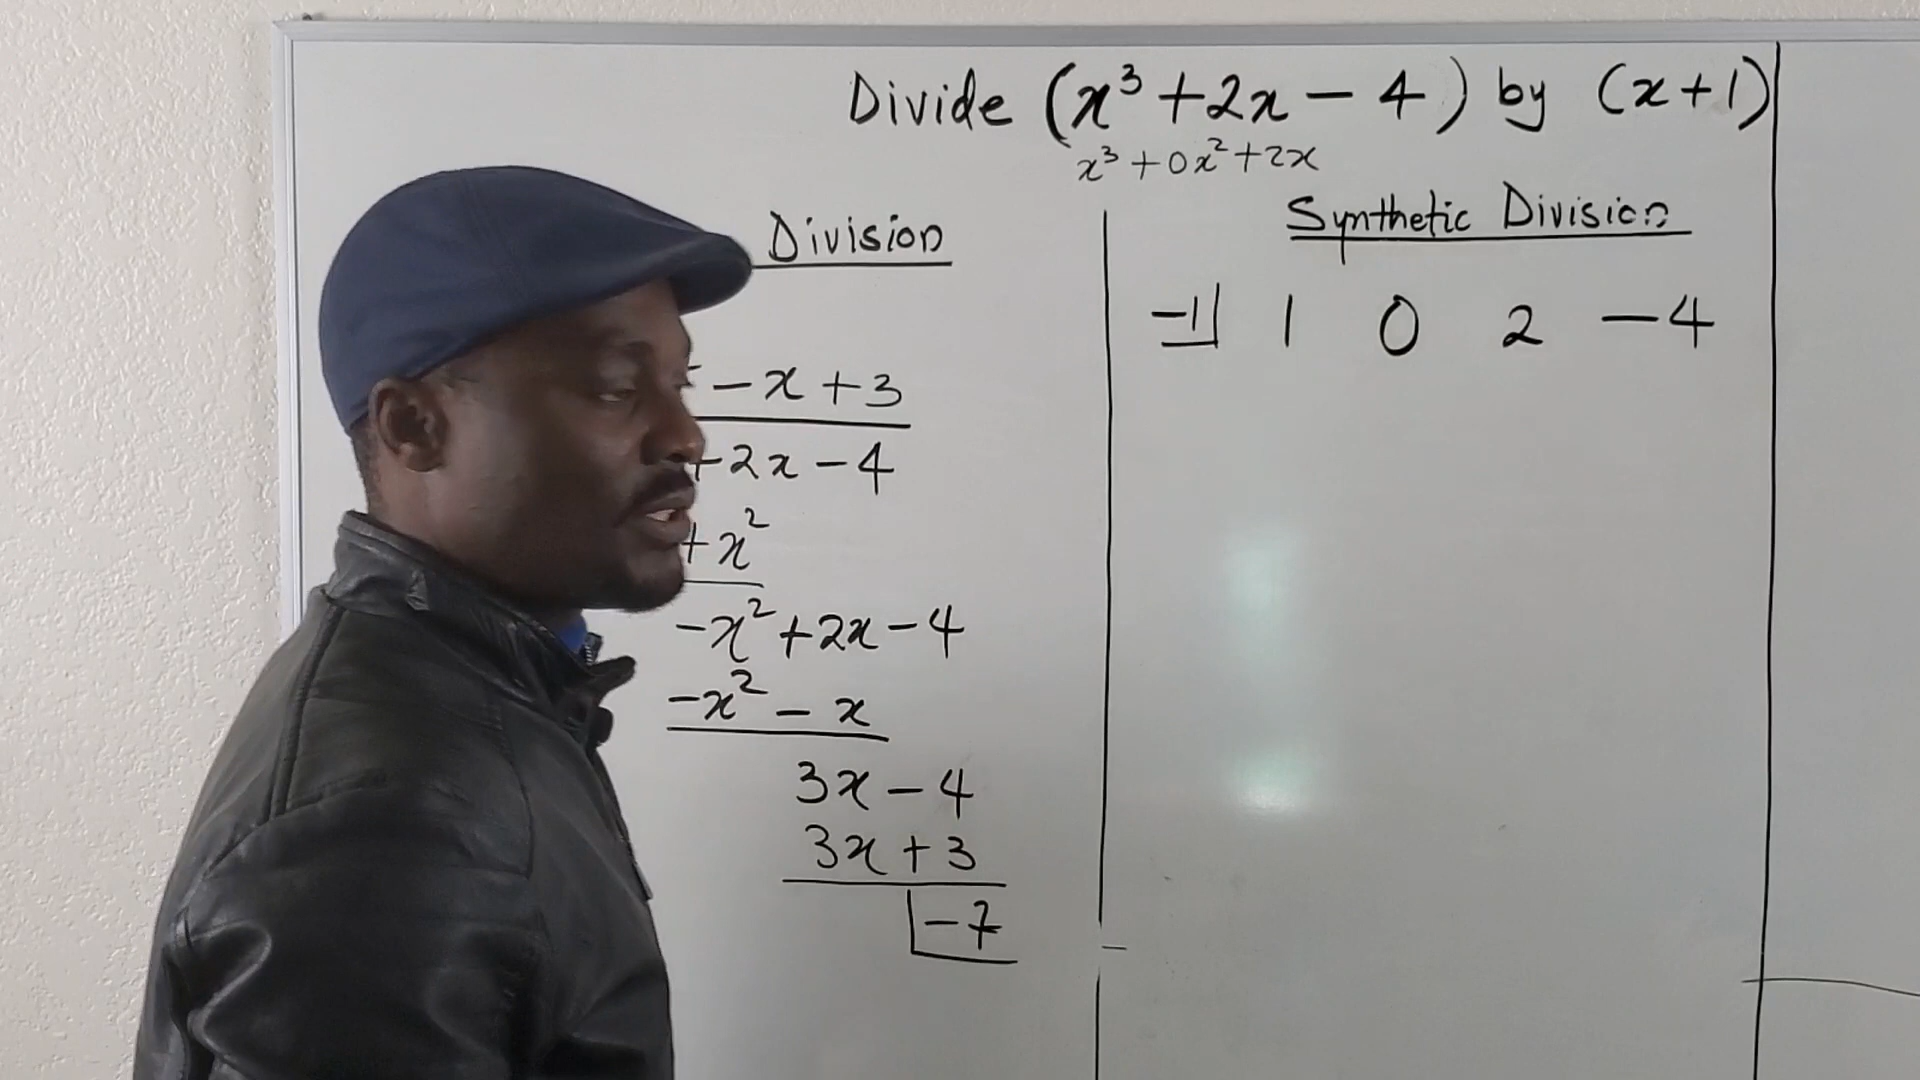 Divide (x³ + 2x - 4) by (x + 1)
x³ + 0x² + 2x
Division
- x + 3
+ 2x - 4
+ x²
- x² + 2x - 4
- x² - x
3x - 4
3x + 3
- 7
Synthetic Division
-1 1 0 2 - 4